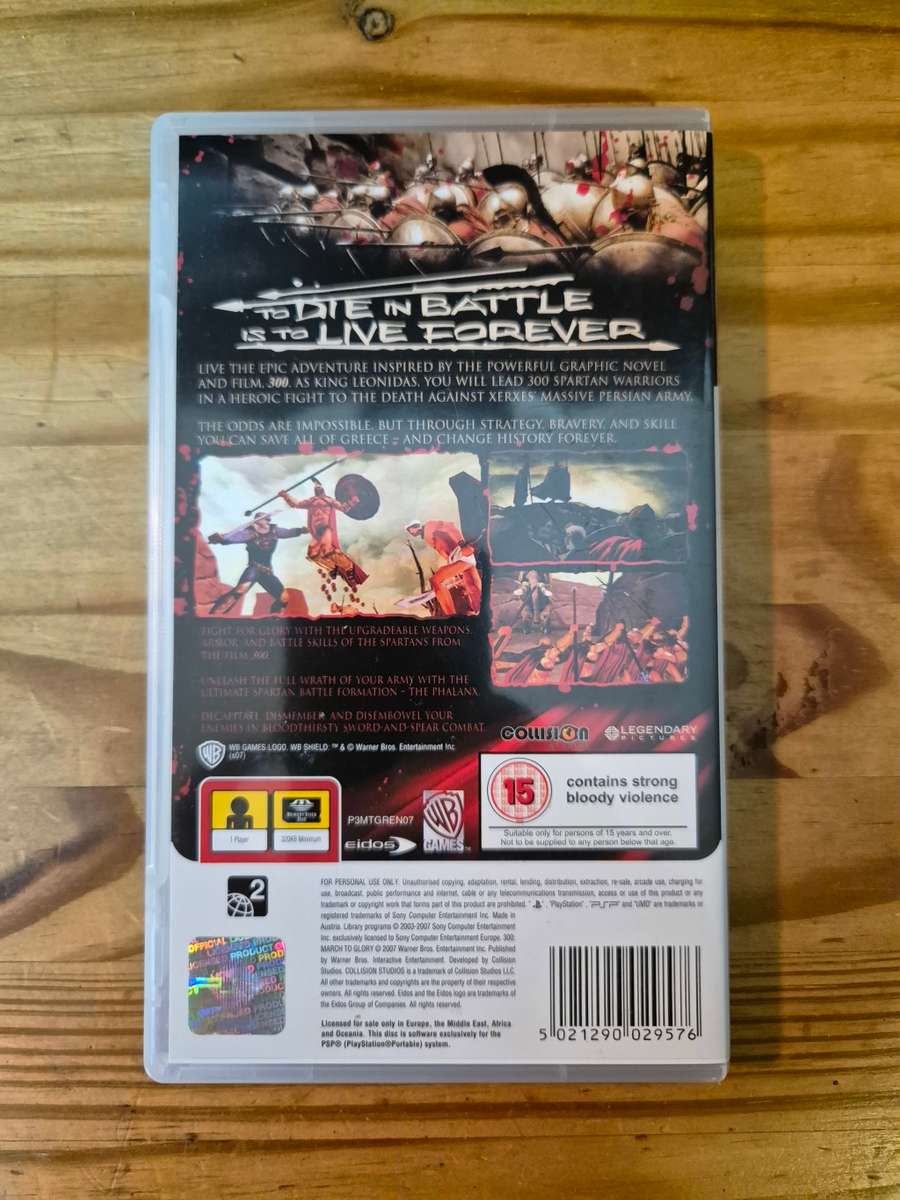 TO DIE IN BATTLE
IS TO LIVE FOREVER
LIVE THE EPIC ADVENTURE INSPIRED BY THE POWERFUL GRAPHIC NOVEL
AND FILM, 300. AS KING LEONIDAS, YOU WILL LEAD 300 SPARTAN WARRIORS
IN A HEROIC FIGHT TO THE DEATH AGAINST XERXES' MASSIVE PERSIAN ARMY.
THE ODDS ARE IMPOSSIBLE. BUT THROUGH STRATEGY, BRAVERY, AND SKILL
YOU CAN SAVE ALL OF GREECE – AND CHANGE HISTORY FOREVER.
FIGHT FOR GLORY WITH THE UPGRADEABLE WEAPONS,
ARMOR, AND BATTLE SKILLS OF THE SPARTANS FROM
THE FILM 300.
UNLEASH THE FULL WRATH OF YOUR ARMY WITH THE
ULTIMATE SPARTAN BATTLE FORMATION – THE PHALANX.
DECAPITATE, DISMEMBER, AND DISEMBOWEL YOUR
ENEMIES IN BLOODTHIRSTY SWORD-AND-SPEAR COMBAT.
COLLISION
LEGENDARY
PICTURES
WB GAMES LOGO, WB SHIELD: ™ & © Warner Bros. Entertainment Inc.
(s07)
15
contains strong
bloody violence
Suitable only for persons of 15 years and over.
Not to be supplied to any person below that age.
1 Player
P3MTGREN07
eidos
WB
GAMES
2
FOR PERSONAL USE ONLY. Unauthorised copying, adaptation, rental, lending, distribution, extraction, re-sale, arcade use, charging for
use, broadcast, public performance and internet, cable or any telecommunications transmission, access or use of this product or any
trademark or copyright work that forms part of this product are prohibited. "PlayStation", PSP and "UMD" are trademarks or
registered trademarks of Sony Computer Entertainment Inc. Made in
Austria. Library programs © 2003-2007 Sony Computer Entertainment
Inc. exclusively licensed to Sony Computer Entertainment Europe. 300:
MARCH TO GLORY © 2007 Warner Bros. Entertainment Inc. Published
by Warner Bros. Interactive Entertainment. Developed by Collision
Studios. COLLISION STUDIOS is a trademark of Collision Studios LLC.
All other trademarks and copyrights are the property of their respective
owners. All rights reserved. Eidos and the Eidos logo are trademarks of
the Eidos Group of Companies. All rights reserved.
Licensed for sale only in Europe, the Middle East, Africa
and Oceania. This disc is software exclusively for the
PSP® (PlayStation®Portable) system.
5 021290 029576